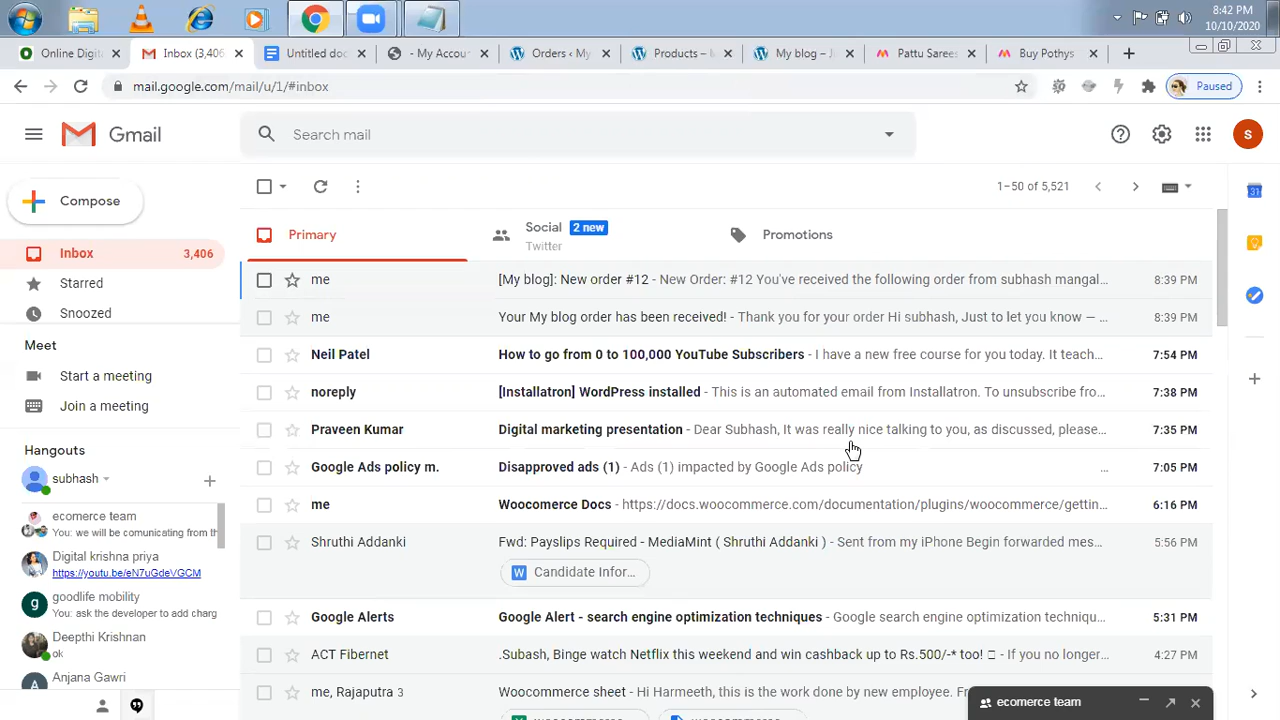 8:42 PM
10/10/2020
Online Digit
Inbox (3,406
Untitled doc
- My Accou
Orders ‹ My
Products –
My blog –
Pattu Sarees
Buy Pothys
mail.google.com/mail/u/1/#inbox
Paused
Gmail
Search mail
S
Compose
1–50 of 5,521
31
Inbox 3,406
Starred
Snoozed
Meet
Start a meeting
Join a meeting
Hangouts
subhash
ecomerce team
You: we will be comunicating from th
Digital krishna priya
https://youtu.be/eN7uGdeVGCM
g
goodlife mobility
You: ask the developer to add charg
Deepthi Krishnan
ok
A
Anjana Gawri
Primary
Social 2 new
Twitter
Promotions
me [My blog]: New order #12 - New Order: #12 You've received the following order from subhash mangal... 8:39 PM
me Your My blog order has been received! - Thank you for your order Hi subhash, Just to let you know — ... 8:39 PM
Neil Patel How to go from 0 to 100,000 YouTube Subscribers - I have a new free course for you today. It teach... 7:54 PM
noreply [Installatron] WordPress installed - This is an automated email from Installatron. To unsubscribe fro... 7:38 PM
Praveen Kumar Digital marketing presentation - Dear Subhash, It was really nice talking to you, as discussed, please... 7:35 PM
Google Ads policy m. Disapproved ads (1) - Ads (1) impacted by Google Ads policy ... 7:05 PM
me Woocomerce Docs - https://docs.woocommerce.com/documentation/plugins/woocommerce/gettin... 6:16 PM
Shruthi Addanki Fwd: Payslips Required - MediaMint ( Shruthi Addanki ) - Sent from my iPhone Begin forwarded mes... 5:56 PM
W Candidate Infor...
Google Alerts Google Alert - search engine optimization techniques - Google search engine optimization techniqu... 5:31 PM
ACT Fibernet .Subash, Binge watch Netflix this weekend and win cashback up to Rs.500/-* too! - If you no longer... 4:27 PM
me, Rajaputra 3 Woocommerce sheet - Hi Harmeeth, this is the work done by new employee.
ecomerce team